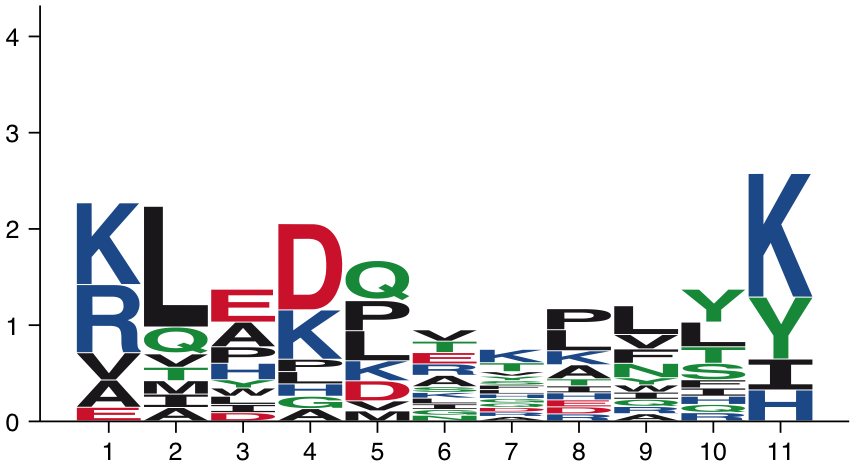 4
3
2
1
0
K R V A E
L Q V T M I A
E A P H Y W I D
D K P L H G A
Q P L K D V M
V T E R A K N
K T V
P L K A T I H E D R
L V F N Y W I Q R A
Y L T S I H Q R
K Y I H
1 2 3 4 5 6 7 8 9 10 11